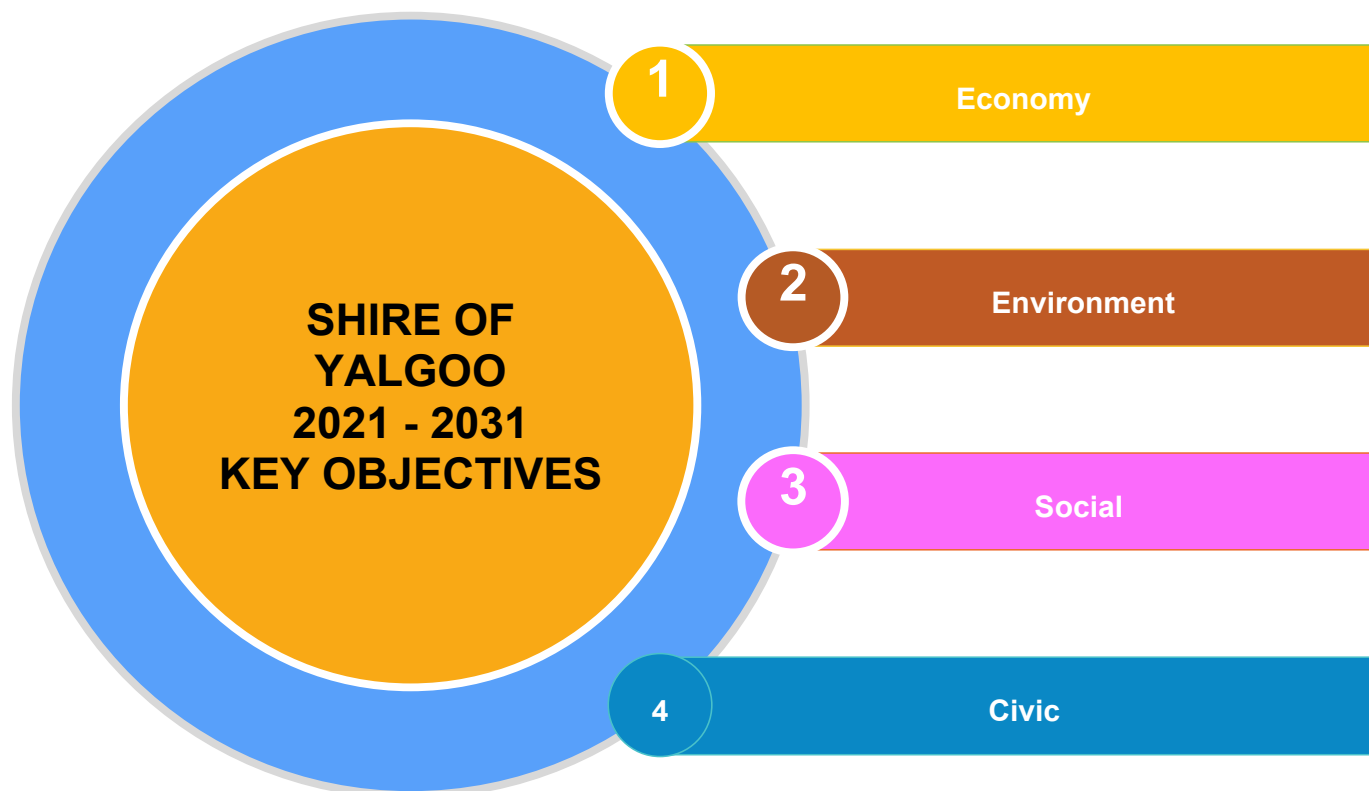 SHIRE OF
YALGOO
2021 - 2031
KEY OBJECTIVES
1
Economy
2
Environment
3
Social
4
Civic